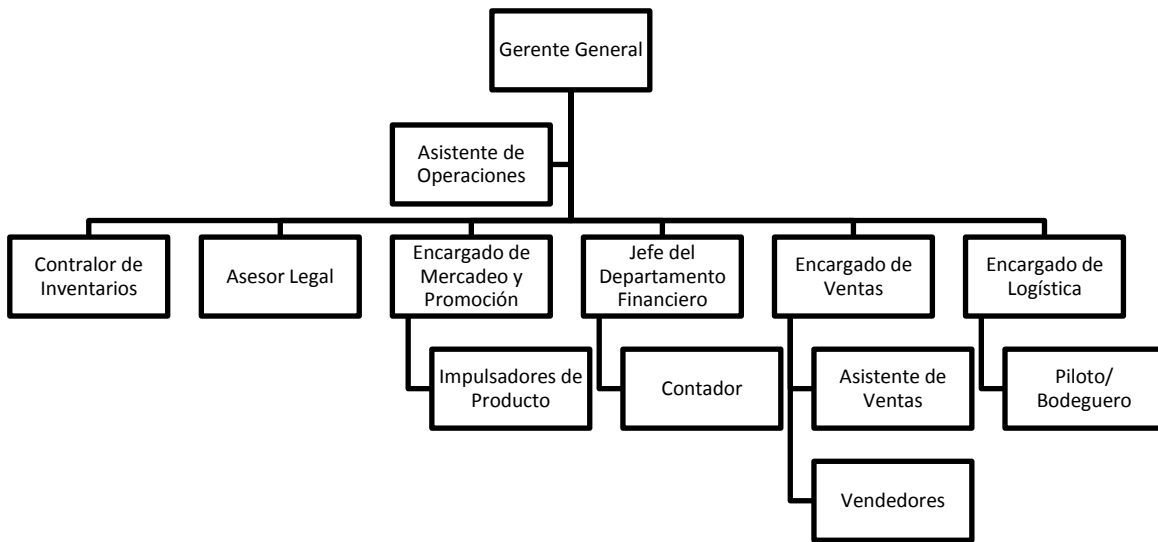 Gerente General
Asistente de
Operaciones
Contralor de
Inventarios
Asesor Legal
Encargado de
Mercadeo y
Promoción
Jefe del
Departamento
Financiero
Encargado de
Ventas
Encargado de
Logística
Impulsadores de
Producto
Contador
Asistente de
Ventas
Piloto/
Bodeguero
Vendedores